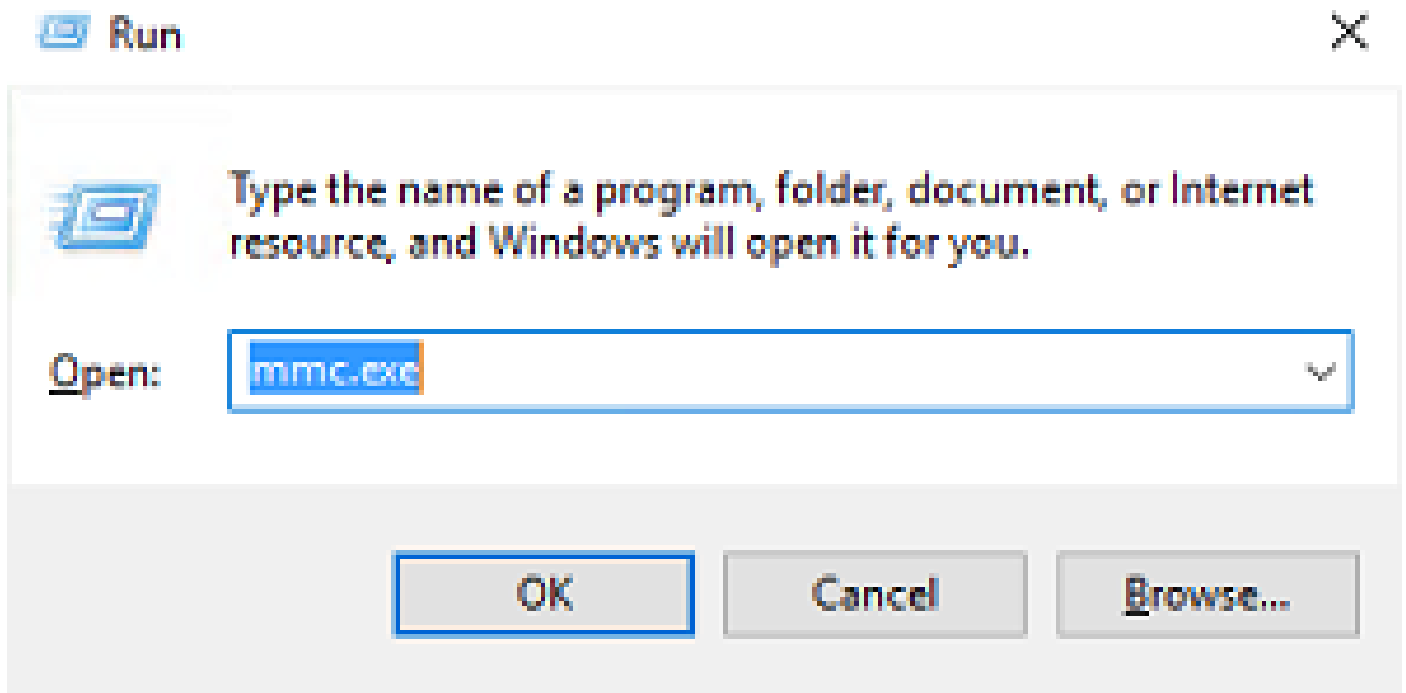 Run
Type the name of a program, folder, document, or Internet
resource, and Windows will open it for you.
Open: mmc.exe
OK Cancel Browse...